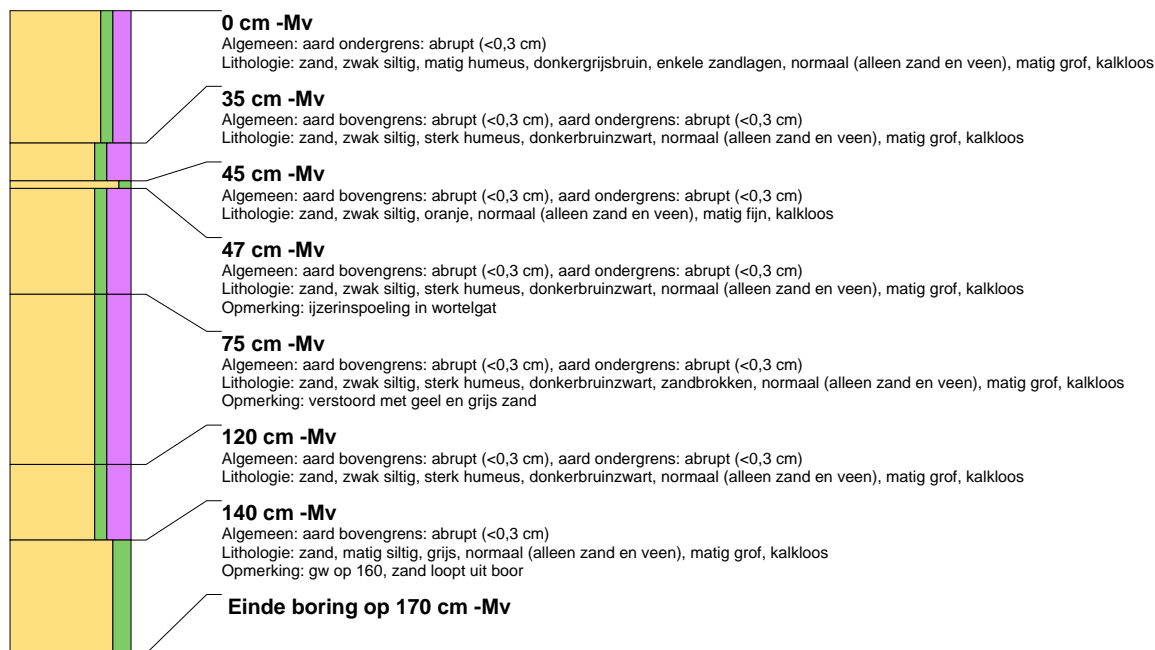 0 cm -Mv
Algemeen: aard ondergrens: abrupt (<0,3 cm)
Lithologie: zand, zwak siltig, matig humeus, donkergrijsbruin, enkele zandlagen, normaal (alleen zand en veen), matig grof, kalkloos
35 cm -Mv
Algemeen: aard bovengrens: abrupt (<0,3 cm), aard ondergrens: abrupt (<0,3 cm)
Lithologie: zand, zwak siltig, sterk humeus, donkerbruinzwart, normaal (alleen zand en veen), matig grof, kalkloos
45 cm -Mv
Algemeen: aard bovengrens: abrupt (<0,3 cm), aard ondergrens: abrupt (<0,3 cm)
Lithologie: zand, zwak siltig, oranje, normaal (alleen zand en veen), matig fijn, kalkloos
47 cm -Mv
Algemeen: aard bovengrens: abrupt (<0,3 cm), aard ondergrens: abrupt (<0,3 cm)
Lithologie: zand, zwak siltig, sterk humeus, donkerbruinzwart, normaal (alleen zand en veen), matig grof, kalkloos
Opmerking: ijzerinspoeling in wortelgat
75 cm -Mv
Algemeen: aard bovengrens: abrupt (<0,3 cm), aard ondergrens: abrupt (<0,3 cm)
Lithologie: zand, zwak siltig, sterk humeus, donkerbruinzwart, zandbrokken, normaal (alleen zand en veen), matig grof, kalkloos
Opmerking: verstoord met geel en grijs zand
120 cm -Mv
Algemeen: aard bovengrens: abrupt (<0,3 cm), aard ondergrens: abrupt (<0,3 cm)
Lithologie: zand, zwak siltig, sterk humeus, donkerbruinzwart, normaal (alleen zand en veen), matig grof, kalkloos
140 cm -Mv
Algemeen: aard bovengrens: abrupt (<0,3 cm)
Lithologie: zand, matig siltig, grijs, normaal (alleen zand en veen), matig grof, kalkloos
Opmerking: gw op 160, zand loopt uit boor
Einde boring op 170 cm -Mv